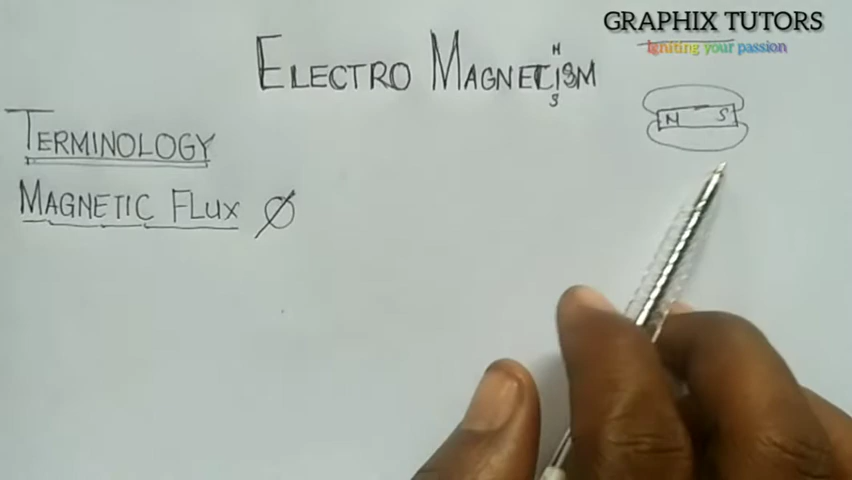 GRAPHIX TUTORS
Igniting your passion
N
ELECTRO MAGNETISM
S
N S
TERMINOLOGY
MAGNETIC FLUX Ø